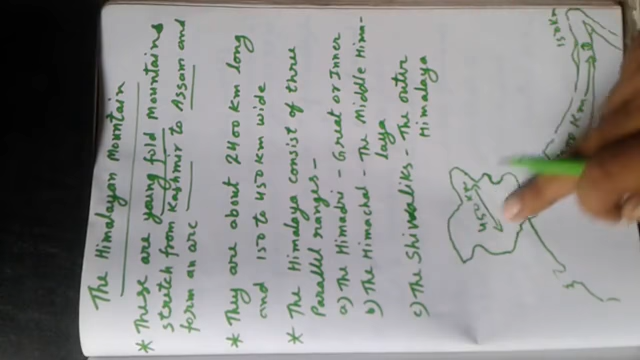 The Himalayan Mountain
* These are young fold mountains
stretch from Kashmir to Assam and
form an arc
* They are about 2400 Km long
and 150 to 450 Km wide
* The Himalaya consist of three
Parallel ranges -
a) The Himadri - Great or Inner
b) The Himachal - The Middle Hima-
laya
c) The Shivaliks - The outer
Himalaya
450 Km
150 Km
Km